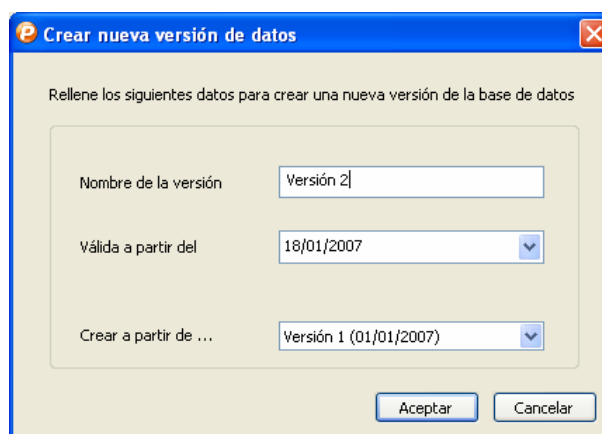 Crear nueva versión de datos
Rellene los siguientes datos para crear una nueva versión de la base de datos
Nombre de la versión Versión 2
Válida a partir del 18/01/2007
Crear a partir de ... Versión 1 (01/01/2007)
Aceptar Cancelar